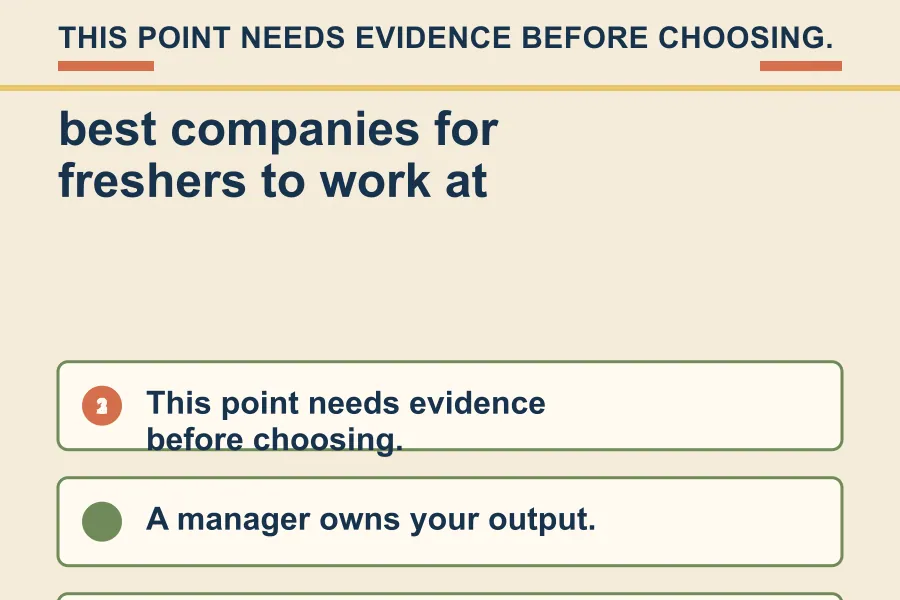 THIS POINT NEEDS EVIDENCE BEFORE CHOOSING.
best companies for
freshers to work at
This point needs evidence
before choosing.
A manager owns your output.